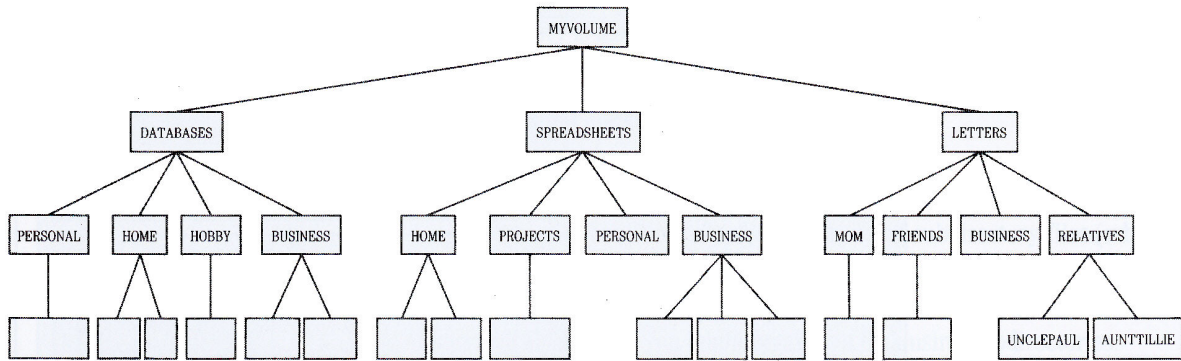 MYVOLUME
DATABASES SPREADSHEETS LETTERS
PERSONAL HOME HOBBY BUSINESS HOME PROJECTS PERSONAL BUSINESS MOM FRIENDS BUSINESS RELATIVES
UNCLEPAUL AUNTTILLIE